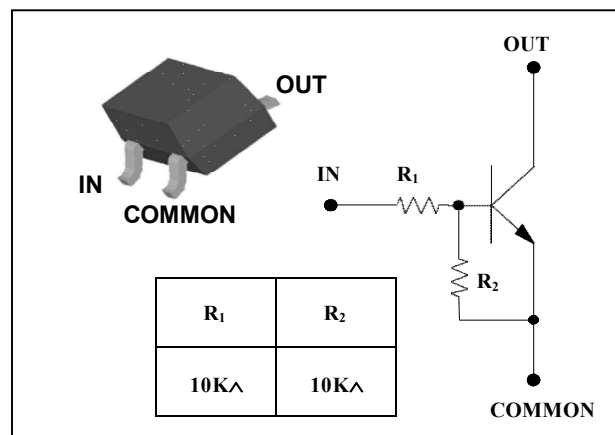 OUT
OUT
IN
COMMON
IN
R1
R2
R1 R2
10K^ 10K^
COMMON